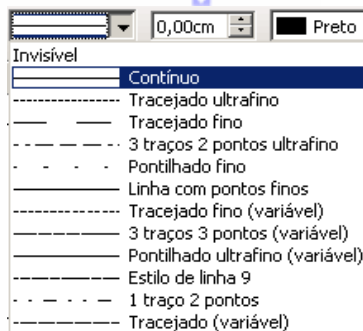 0,00cm Preto
Invisível
Contínuo
Tracejado ultrafino
Tracejado fino
3 traços 2 pontos ultrafino
Pontilhado fino
Linha com pontos finos
Tracejado fino (variável)
3 traços 3 pontos (variável)
Pontilhado ultrafino (variável)
Estilo de linha 9
1 traço 2 pontos
Tracejado (variável)